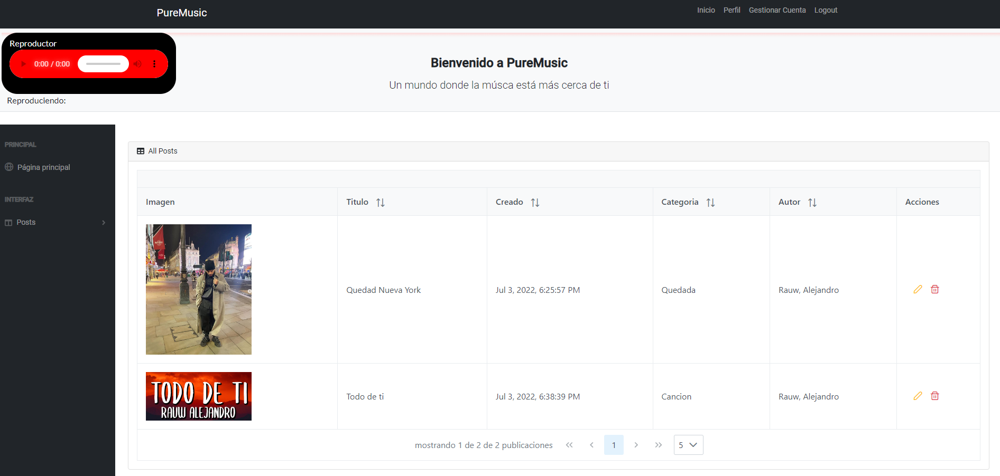 PureMusic
Inicio Perfil Gestionar Cuenta Logout
Reproductor
0:00 / 0:00
Reproduciendo:
Bienvenido a PureMusic
Un mundo donde la músca está más cerca de ti
PRINCIPAL
Página principal
INTERFAZ
Posts
All Posts
Imagen Titulo Creado Categoria Autor Acciones
Quedad Nueva York Jul 3, 2022, 6:25:57 PM Quedada Rauw, Alejandro
TODO DE TI
RAUW ALEJANDRO
Todo de ti Jul 3, 2022, 6:38:39 PM Cancion Rauw, Alejandro
mostrando 1 de 2 de 2 publicaciones 1 5